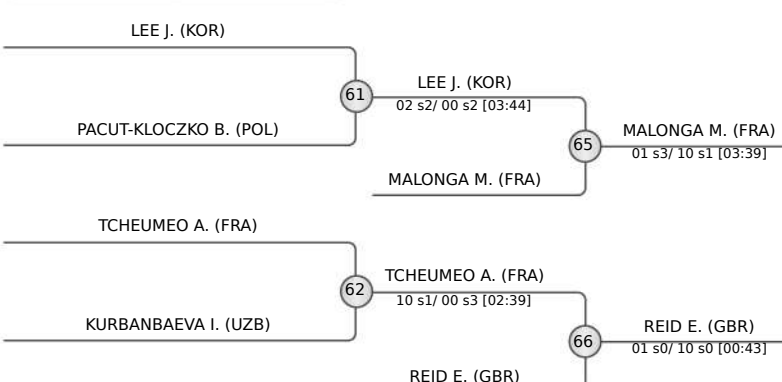 LEE J. (KOR)
61
LEE J. (KOR)
02 s2/ 00 s2 [03:44]
PACUT-KLOCZKO B. (POL)
65
MALONGA M. (FRA)
01 s3/ 10 s1 [03:39]
MALONGA M. (FRA)
TCHEUMEO A. (FRA)
62
TCHEUMEO A. (FRA)
10 s1/ 00 s3 [02:39]
KURBANBAEVA I. (UZB)
66
REID E. (GBR)
01 s0/ 10 s0 [00:43]
REID E. (GBR)